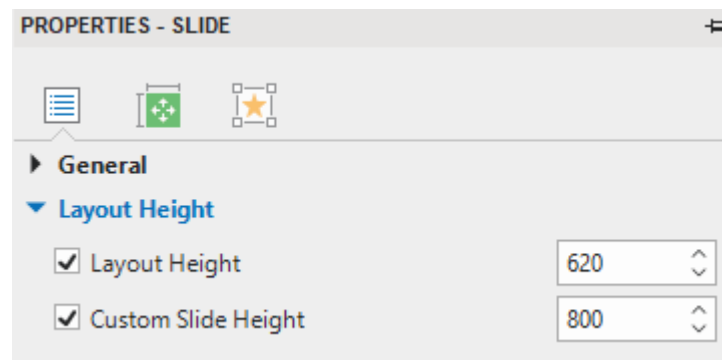 PROPERTIES - SLIDE
General
Layout Height
Layout Height 620
Custom Slide Height 800